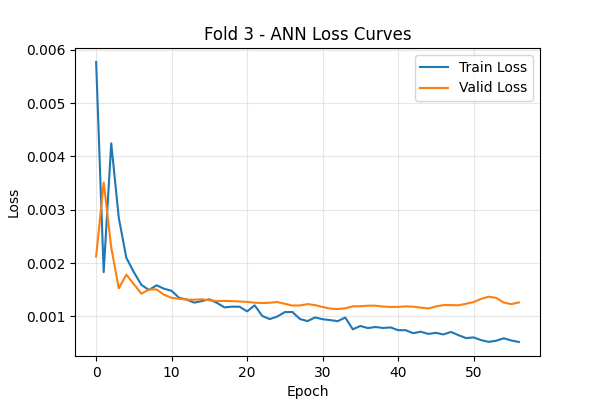 Fold 3 - ANN Loss Curves
Train Loss
Valid Loss
Loss
0.006
0.005
0.004
0.003
0.002
0.001
0 10 20 30 40 50
Epoch